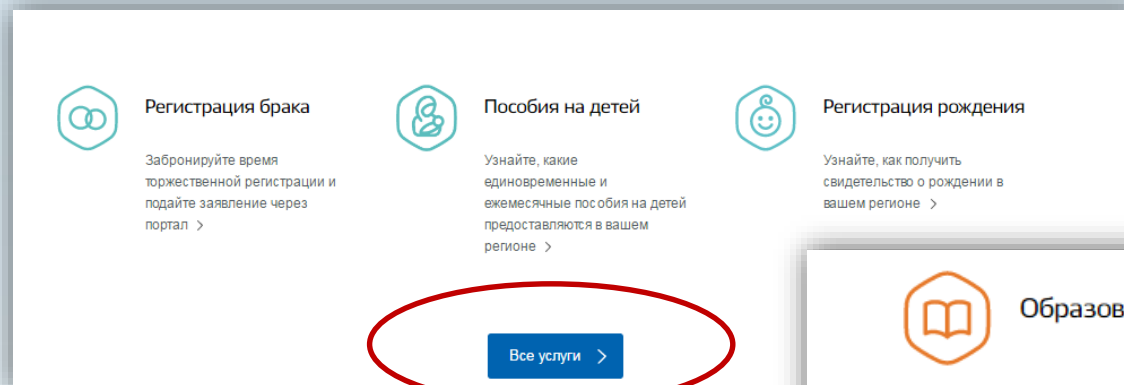 Регистрация брака
Забронируйте время
торжественной регистрации и
подайте заявление через
портал >
Пособия на детей
Узнайте, какие
единовременные и
ежемесячные пособия на детей
предоставляются в вашем
регионе >
Регистрация рождения
Узнайте, как получить
свидетельство о рождении в
вашем регионе >
Все услуги >
Образов